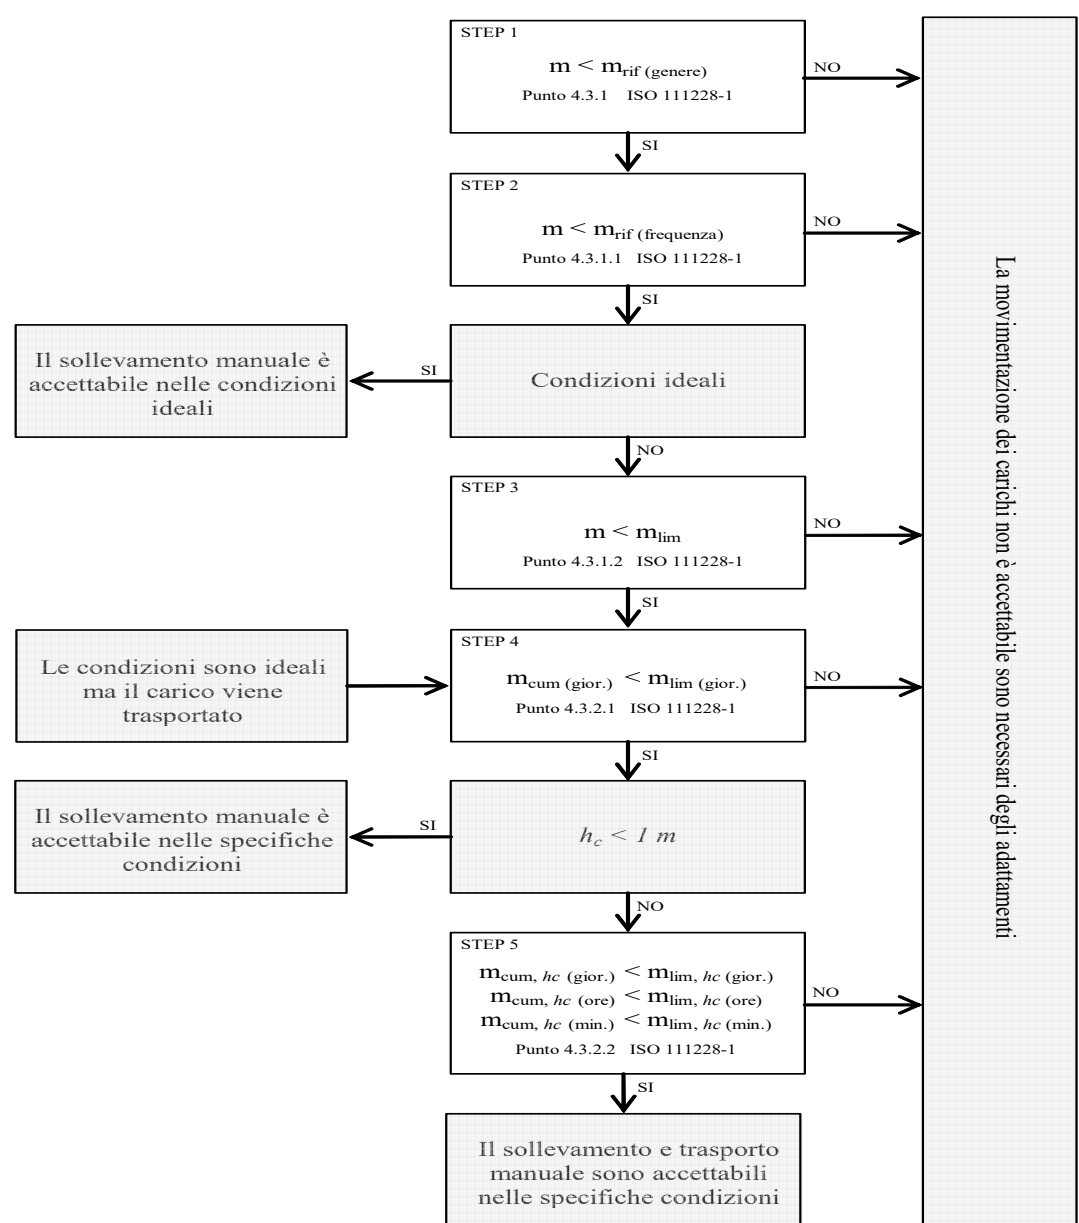 STEP 1
m < mrif (genere)
Punto 4.3.1 ISO 111228-1
NO
SI
STEP 2
m < mrif (frequenza)
Punto 4.3.1.1 ISO 111228-1
NO
SI
Il sollevamento manuale è
accettabile nelle condizioni
ideali
SI
Condizioni ideali
NO
STEP 3
m < mlim
Punto 4.3.1.2 ISO 111228-1
NO
SI
Le condizioni sono ideali
ma il carico viene
trasportato
STEP 4
mcum (gior.) < mlim (gior.)
Punto 4.3.2.1 ISO 111228-1
NO
SI
Il sollevamento manuale è
accettabile nelle specifiche
condizioni
SI
hc < 1 m
NO
STEP 5
mcum, hc (gior.) < mlim, hc (gior.)
mcum, hc (ore) < mlim, hc (ore)
mcum, hc (min.) < mlim, hc (min.)
Punto 4.3.2.2 ISO 111228-1
NO
SI
Il sollevamento e trasporto
manuale sono accettabili
nelle specifiche condizioni
La movimentazione dei carichi non è accettabile sono necessari degli adattamenti